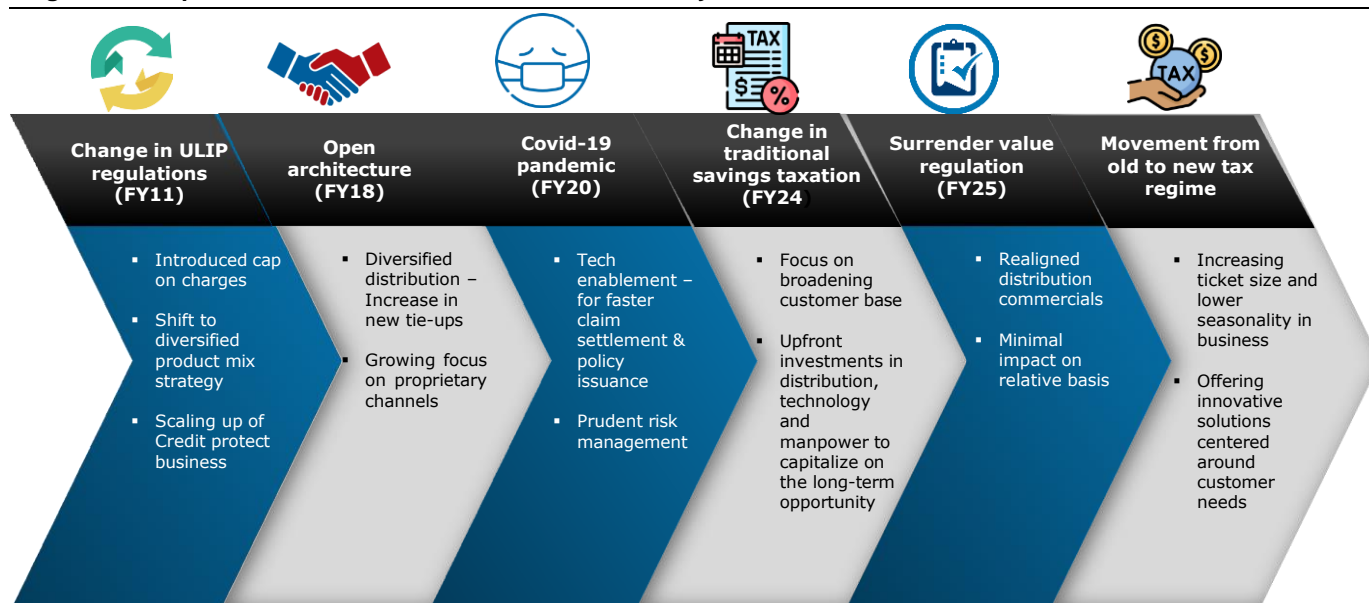 TAX
$
%
$
$
TAX
Change in ULIP
regulations
(FY11)
Open
architecture
(FY18)
Covid-19
pandemic
(FY20)
Change in
traditional
savings taxation
(FY24)
Surrender value
regulation
(FY25)
Movement from
old to new tax
regime
▪ Introduced cap
on charges
▪ Shift to
diversified
product mix
strategy
▪ Scaling up of
Credit protect
business
▪ Diversified
distribution –
Increase in
new tie-ups
▪ Growing focus
on proprietary
channels
▪ Tech
enablement –
for faster
claim
settlement &
policy
issuance
▪ Prudent risk
management
▪ Focus on
broadening
customer base
▪ Upfront
investments in
distribution,
technology
and
manpower to
capitalize on
the long-term
opportunity
▪ Realigned
distribution
commercials
▪ Minimal
impact on
relative basis
▪ Increasing
ticket size and
lower
seasonality in
business
▪ Offering
innovative
solutions
centered
around
customer
needs